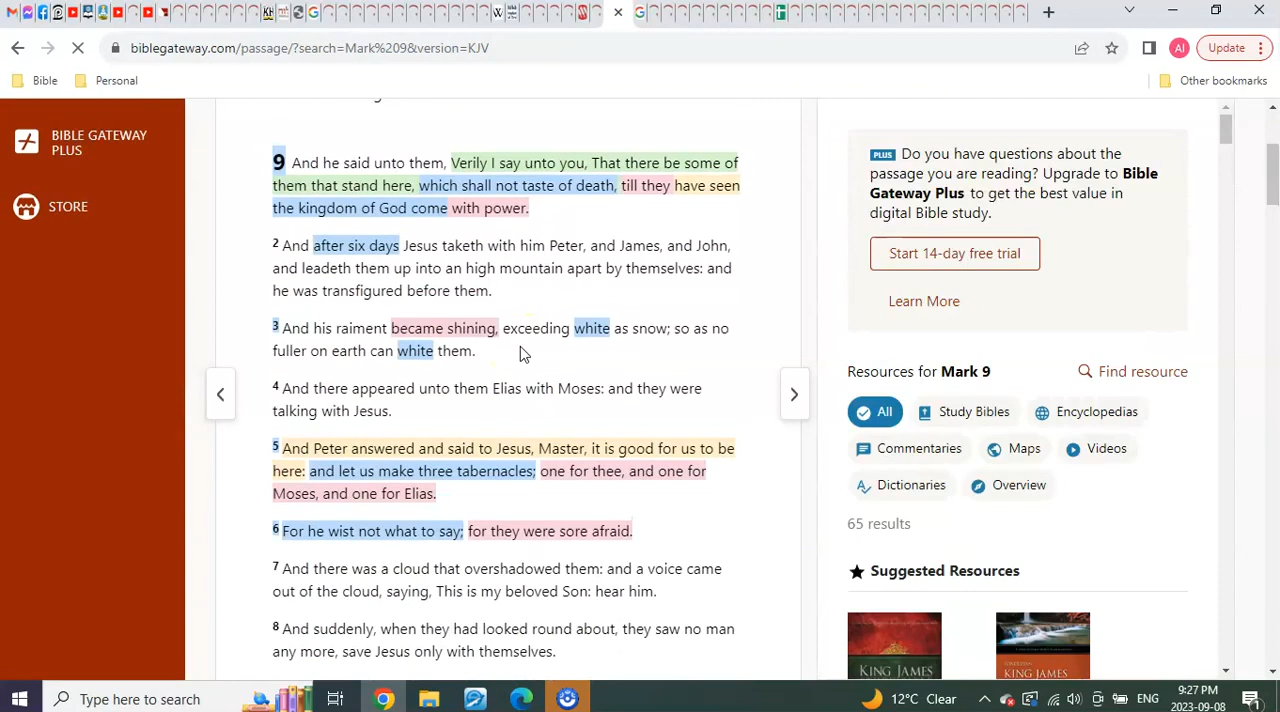 biblegateway.com/passage/?search=Mark%209&version=KJV
AI
Update
Bible
Personal
Other bookmarks
BIBLE GATEWAY
PLUS
STORE
9 And he said unto them, Verily I say unto you, That there be some of
them that stand here, which shall not taste of death, till they have seen
the kingdom of God come with power.
2 And after six days Jesus taketh with him Peter, and James, and John,
and leadeth them up into an high mountain apart by themselves: and
he was transfigured before them.
3 And his raiment became shining, exceeding white as snow; so as no
fuller on earth can white them.
4 And there appeared unto them Elias with Moses: and they were
talking with Jesus.
5 And Peter answered and said to Jesus, Master, it is good for us to be
here: and let us make three tabernacles; one for thee, and one for
Moses, and one for Elias.
6 For he wist not what to say; for they were sore afraid.
7 And there was a cloud that overshadowed them: and a voice came
out of the cloud, saying, This is my beloved Son: hear him.
8 And suddenly, when they had looked round about, they saw no man
any more, save Jesus only with themselves.
PLUS Do you have questions about the
passage you are reading? Upgrade to Bible
Gateway Plus to get the best value in
digital Bible study.
Start 14-day free trial
Learn More
Resources for Mark 9
Find resource
All
Study Bibles
Encyclopedias
Commentaries
Maps
Videos
Dictionaries
Overview
65 results
Suggested Resources
KING JAMES
KING JAMES
Type here to search
12°C Clear
ENG
9:27 PM
2023-09-08